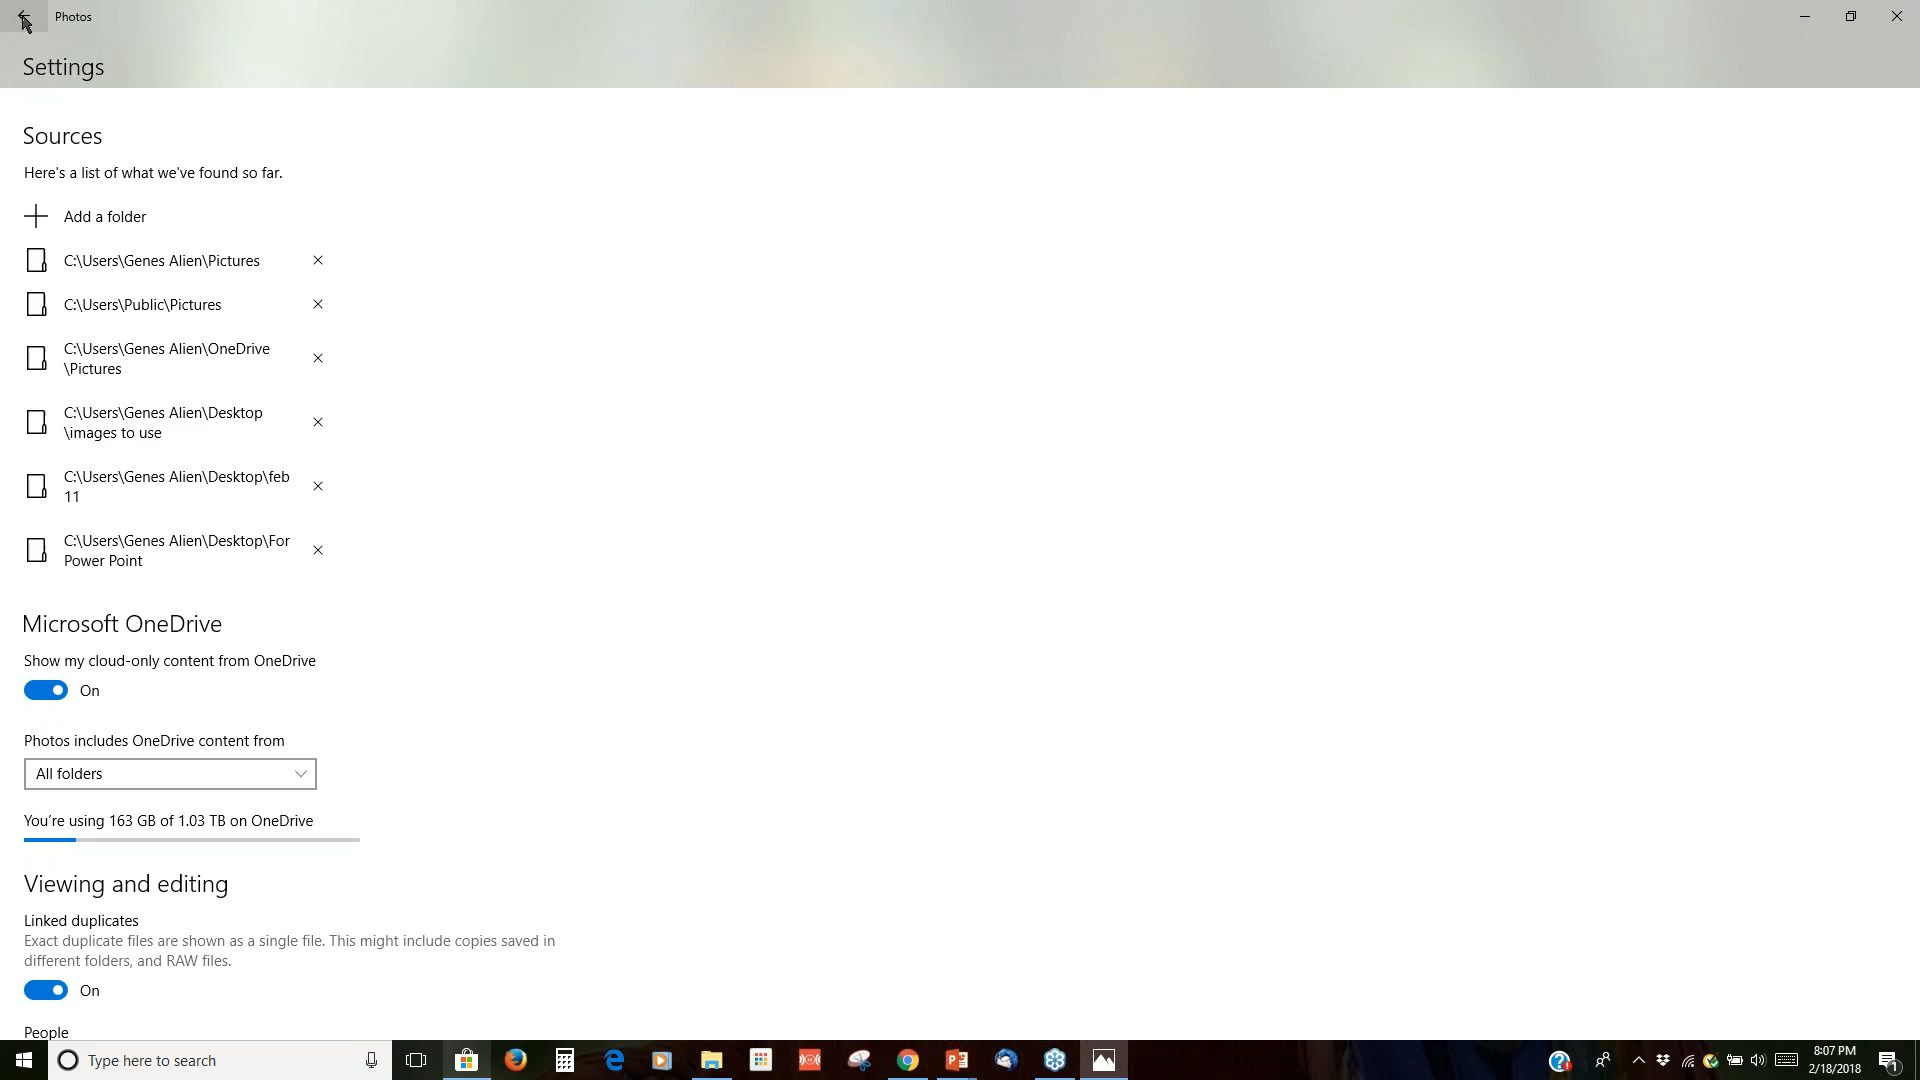 Photos
Settings
Sources
Here's a list of what we've found so far.
Add a folder
C:\Users\Genes Alien\Pictures
C:\Users\Public\Pictures
C:\Users\Genes Alien\OneDrive
\Pictures
C:\Users\Genes Alien\Desktop
\images to use
C:\Users\Genes Alien\Desktop\feb
11
C:\Users\Genes Alien\Desktop\For
Power Point
Microsoft OneDrive
Show my cloud-only content from OneDrive
On
Photos includes OneDrive content from
All folders
You're using 163 GB of 1.03 TB on OneDrive
Viewing and editing
Linked duplicates
Exact duplicate files are shown as a single file. This might include copies saved in
different folders, and RAW files.
On
People
Type here to search
8:07 PM
2/18/2018
1